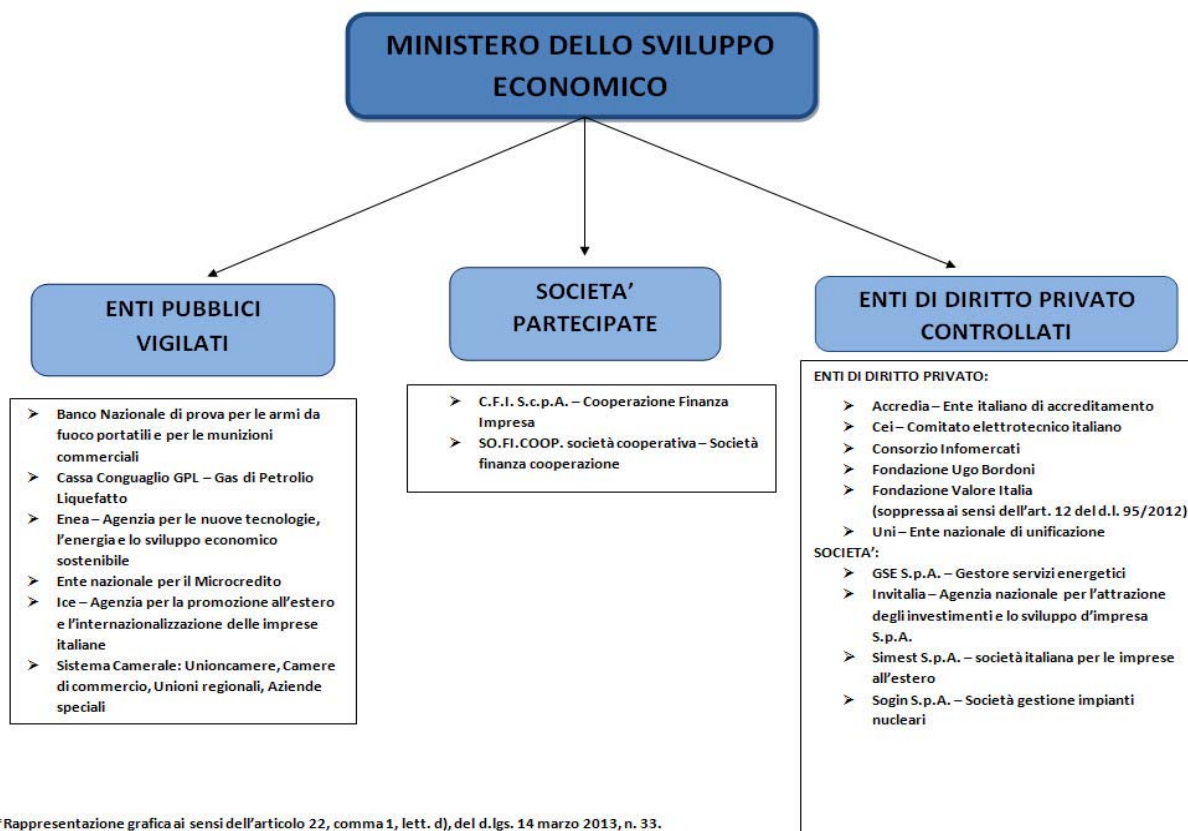 MINISTERO DELLO SVILUPPO
ECONOMICO
ENTI PUBBLICI
VIGILATI
➤ Banco Nazionale di prova per le armi da
fuoco portatili e per le munizioni
commerciali
➤ Cassa Conguaglio GPL – Gas di Petrolio
Liquefatto
➤ Enea – Agenzia per le nuove tecnologie,
l'energia e lo sviluppo economico
sostenibile
➤ Ente nazionale per il Microcredito
➤ Ice – Agenzia per la promozione all'estero
e l'internazionalizzazione delle imprese
italiane
➤ Sistema Camerale: Unioncamere, Camere
di commercio, Unioni regionali, Aziende
speciali
SOCIETA'
PARTECIPATE
➤ C.F.I. S.c.p.A. – Cooperazione Finanza
Impresa
➤ SO.FI.COOP. società cooperativa – Società
finanza cooperazione
ENTI DI DIRITTO PRIVATO
CONTROLLATI
ENTI DI DIRITTO PRIVATO:
➤ Accredia – Ente italiano di accreditamento
➤ Cei – Comitato elettrotecnico italiano
➤ Consorzio Infomercati
➤ Fondazione Ugo Bordoni
➤ Fondazione Valore Italia
(soppressa ai sensi dell'art. 12 del d.l. 95/2012)
➤ Uni – Ente nazionale di unificazione
SOCIETA':
➤ GSE S.p.A. – Gestore servizi energetici
➤ Invitalia – Agenzia nazionale per l'attrazione
degli investimenti e lo sviluppo d'impresa
S.p.A.
➤ Simest S.p.A. – società italiana per le imprese
all'estero
➤ Sogin S.p.A. – Società gestione impianti
nucleari
*Rappresentazione grafica ai sensi dell'articolo 22, comma 1, lett. d), del d.lgs. 14 marzo 2013, n. 33.